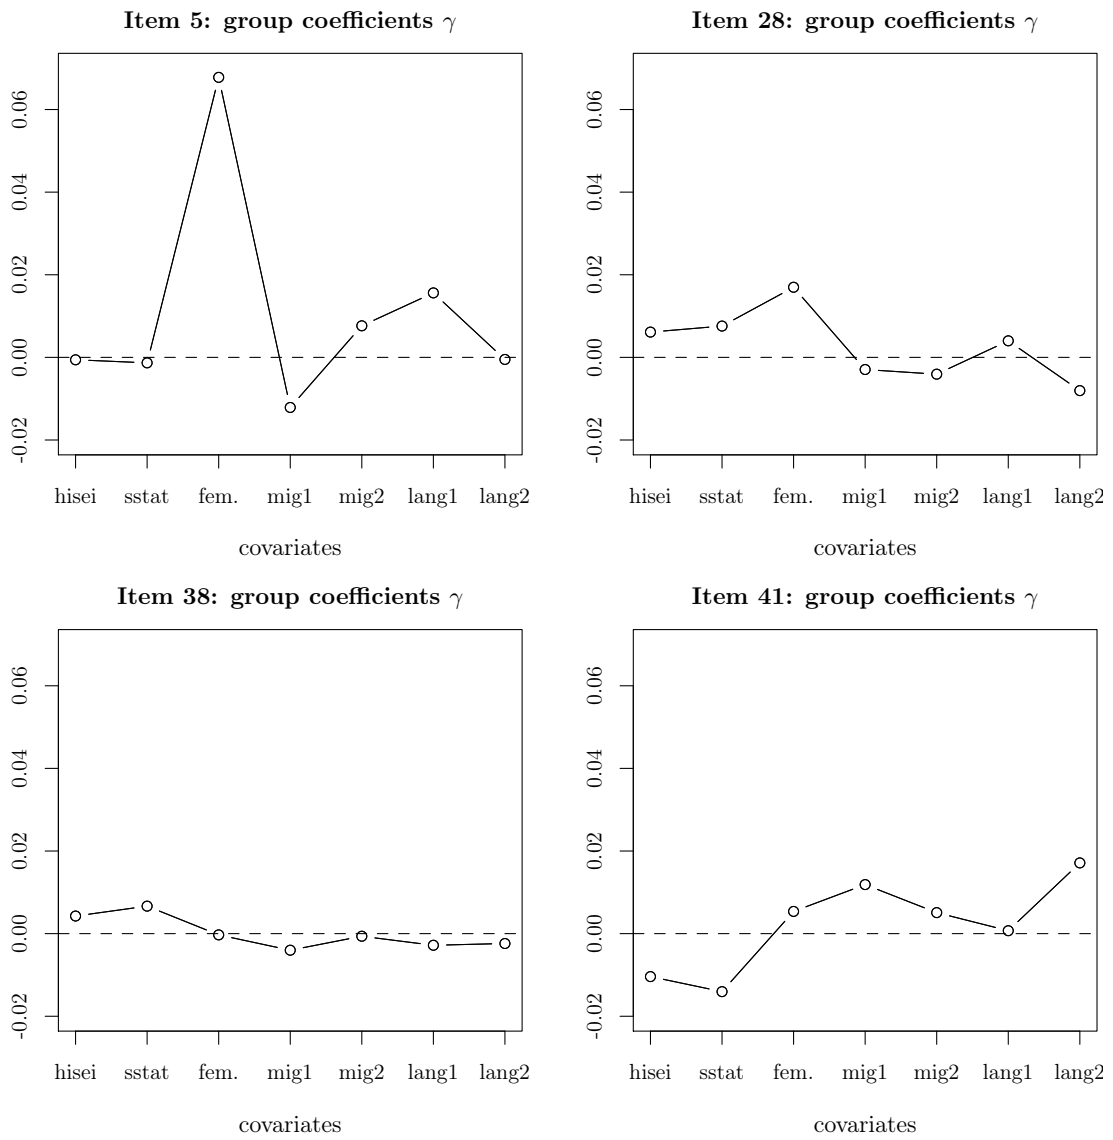 Item 5: group coefficients γ
0.06
0.04
0.02
0.00
-0.02
hisei sstat fem. mig1 mig2 lang1 lang2
covariates
Item 28: group coefficients γ
0.06
0.04
0.02
0.00
-0.02
hisei sstat fem. mig1 mig2 lang1 lang2
covariates
Item 38: group coefficients γ
0.06
0.04
0.02
0.00
-0.02
hisei sstat fem. mig1 mig2 lang1 lang2
covariates
Item 41: group coefficients γ
0.06
0.04
0.02
0.00
-0.02
hisei sstat fem. mig1 mig2 lang1 lang2
covariates